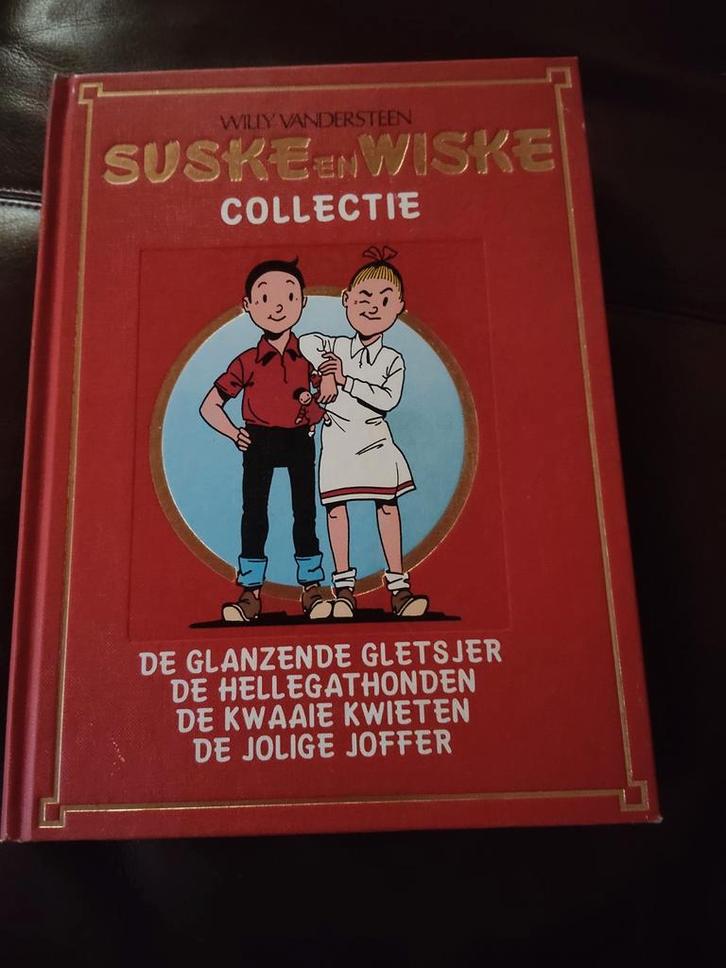 WILLY VANDERSTEEN
SUSKE EN WISKE
COLLECTIE
DE GLANZENDE GLETSJER
DE HELLEGATHONDEN
DE KWAAIE KWIETEN
DE JOLIGE JOFFER